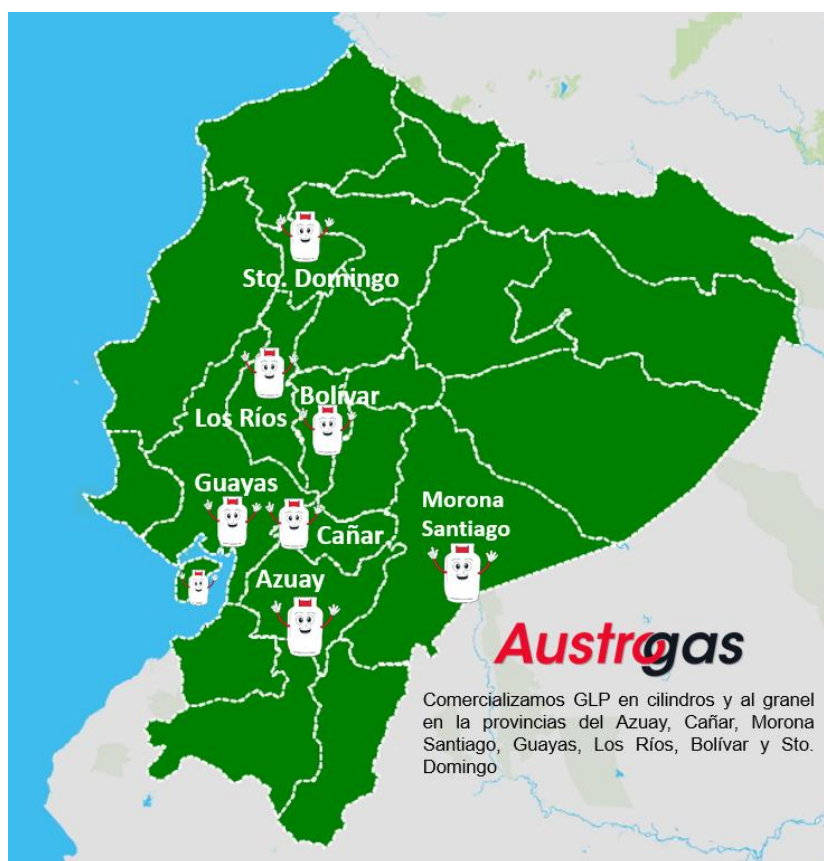 Sto. Domingo
Bolívar
Los Ríos
Guayas
Morona
Santiago
Cañar
Azuay
Austrogas
Comercializamos GLP en cilindros y al granel
en la provincias del Azuay, Cañar, Morona
Santiago, Guayas, Los Ríos, Bolívar y Sto.
Domingo